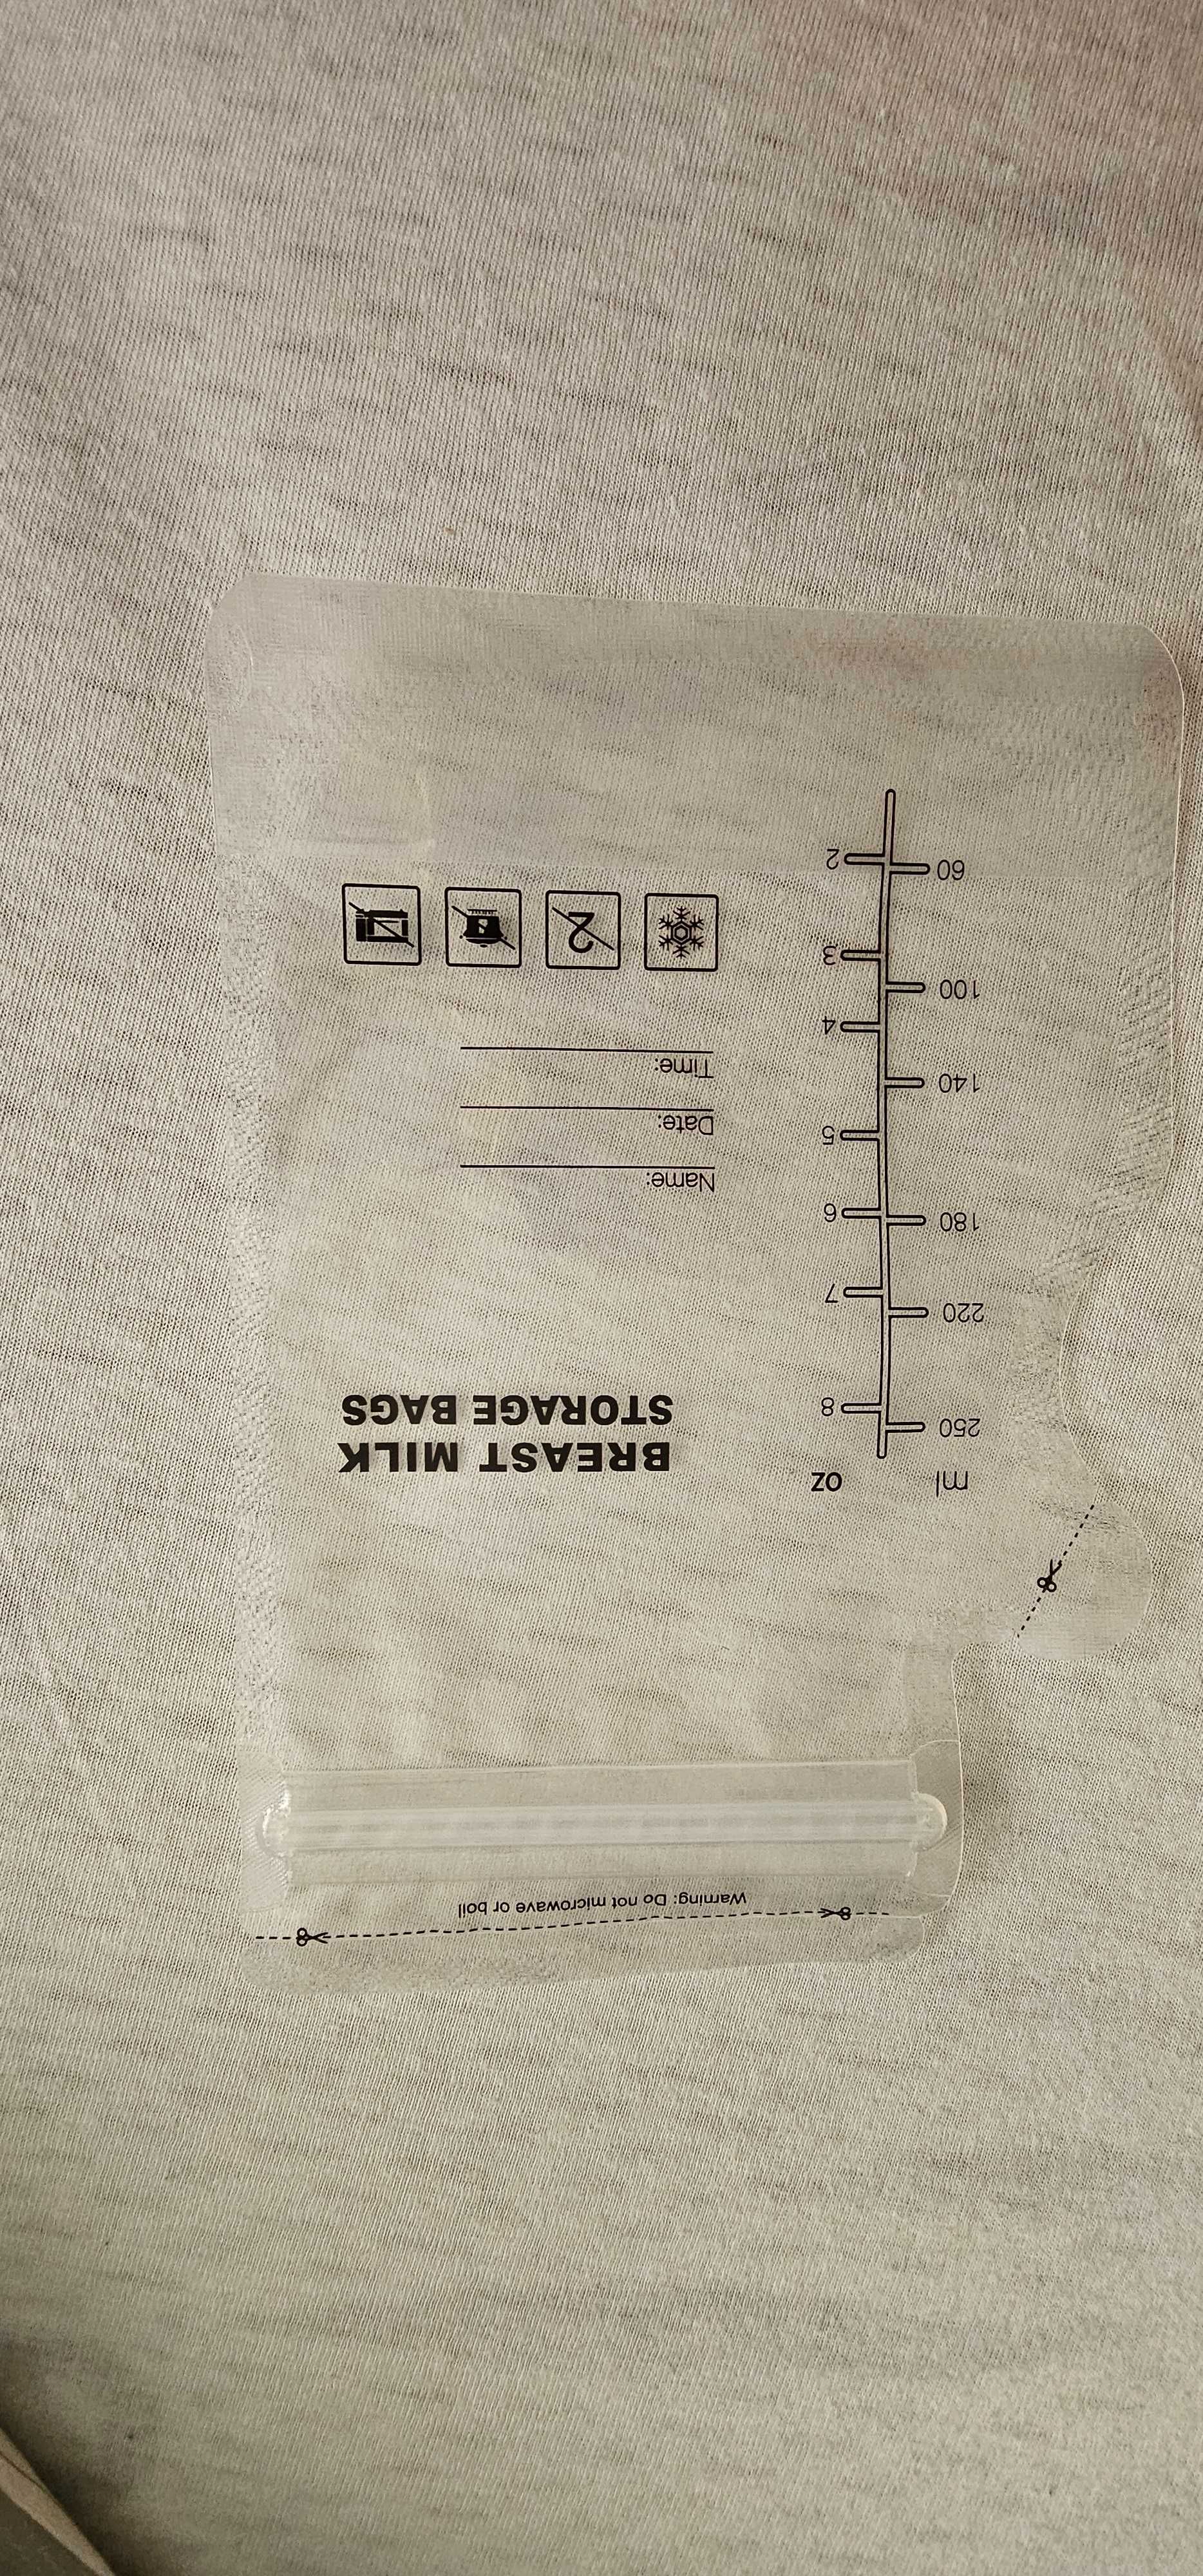 Warning: Do not microwave or boil
BREAST MILK
STORAGE BAGS
Name:
Date:
Time:
2
ml oz
250 8
220 7
180 6
140 5
100 4
3
60 2